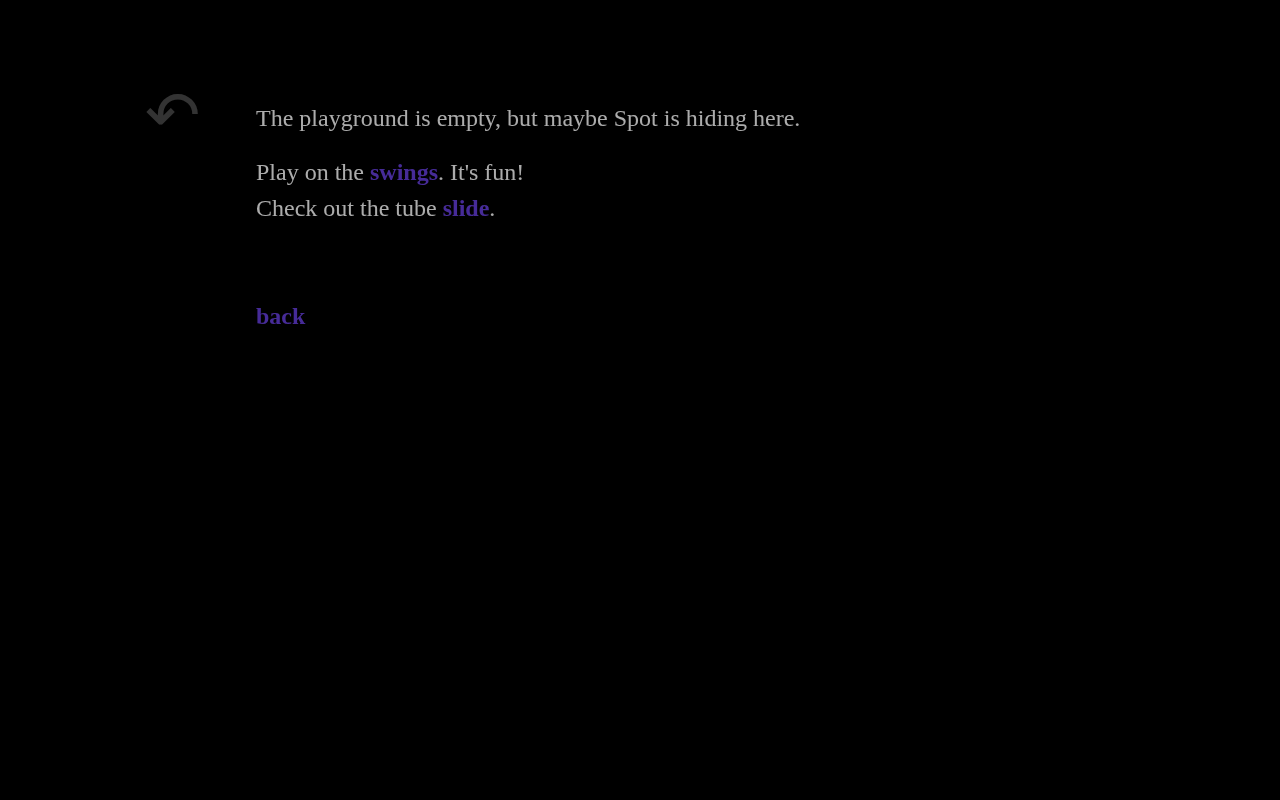 The playground is empty, but maybe Spot is hiding here.
Play on the swings. It's fun!
Check out the tube slide.
back